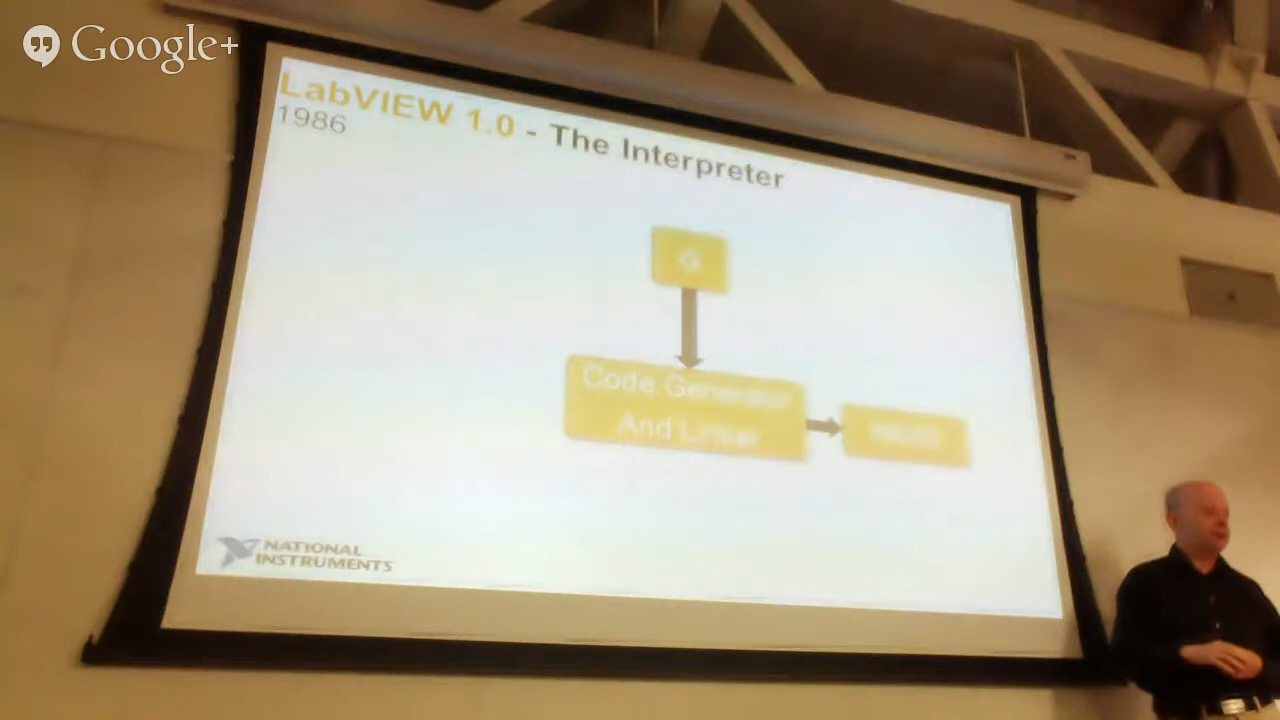 Google+
LabVIEW 1.0 - The Interpreter
1986
G
Code Generator
And Linker
NATIONAL
INSTRUMENTS